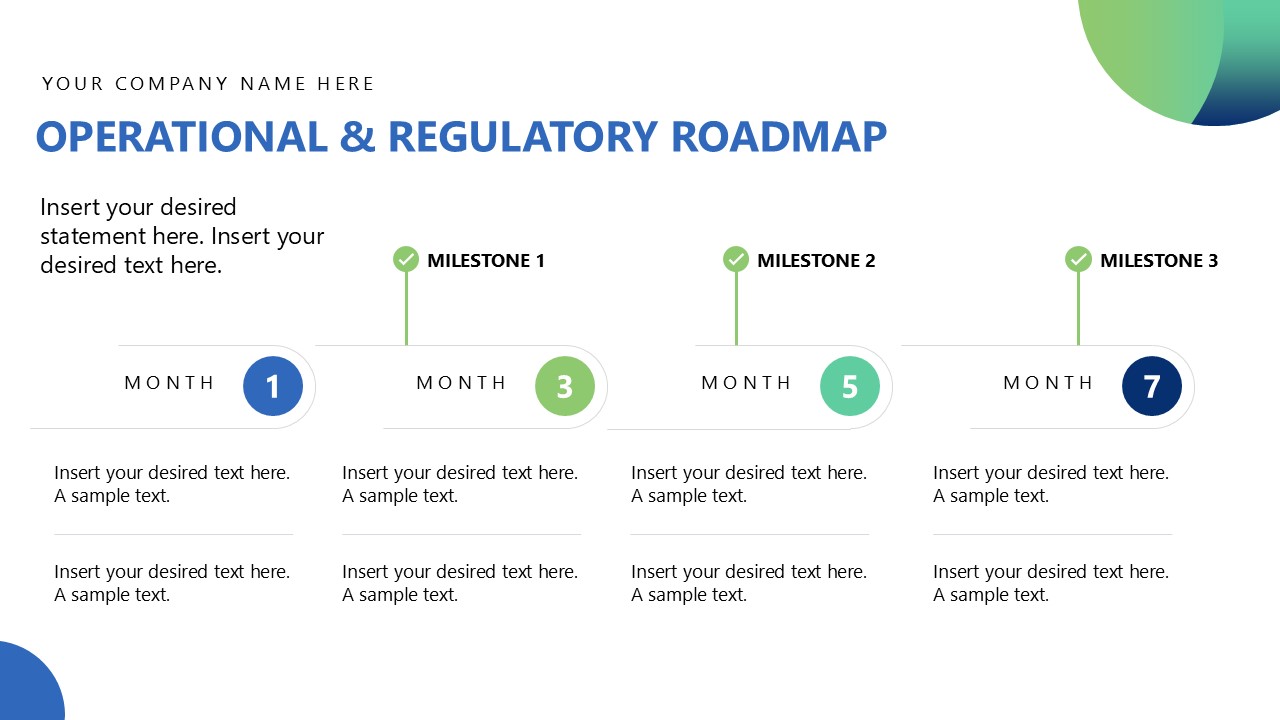 YOUR COMPANY NAME HERE
OPERATIONAL & REGULATORY ROADMAP
Insert your desired
statement here. Insert your
desired text here.
MILESTONE 1
MILESTONE 2
MILESTONE 3
MONTH 1
MONTH 3
MONTH 5
MONTH 7
Insert your desired text here.
A sample text.
Insert your desired text here.
A sample text.
Insert your desired text here.
A sample text.
Insert your desired text here.
A sample text.
Insert your desired text here.
A sample text.
Insert your desired text here.
A sample text.
Insert your desired text here.
A sample text.
Insert your desired text here.
A sample text.